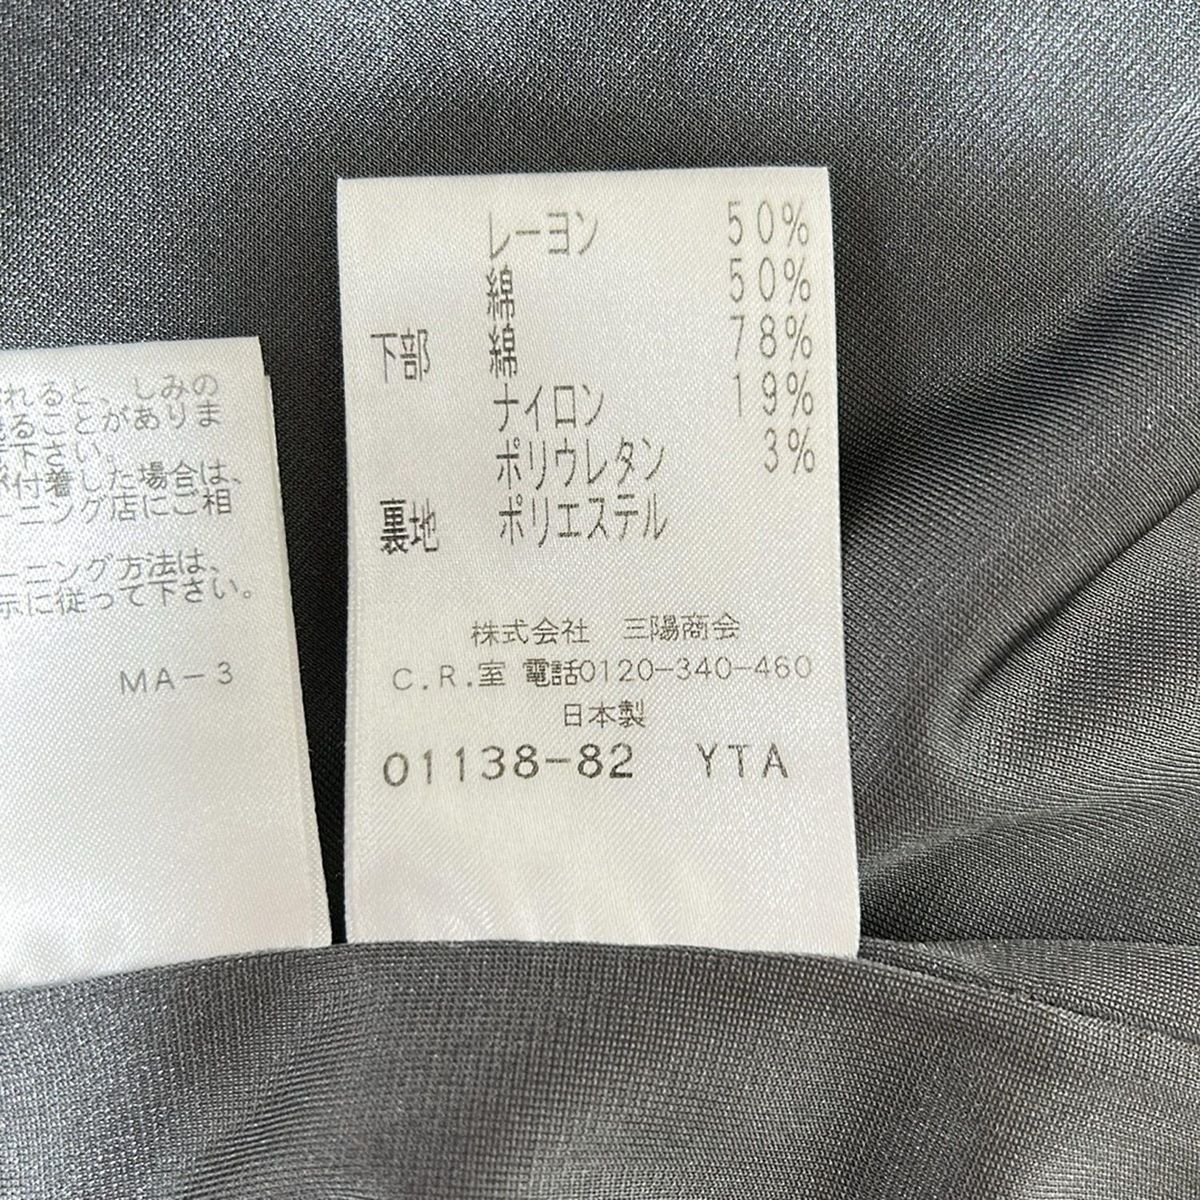 れると、しみの
ることがありま
下さい
が付着した場合は、
ーニング店にご相
ーニング方法は、
示に従って下さい。
MA-3
レーヨン 50%
綿 50%
下部 綿 78%
ナイロン 19%
ポリウレタン 3%
裏地 ポリエステル
株式会社 三陽商会
C.R.室 電話0120-340-460
日本製
01138-82 YTA